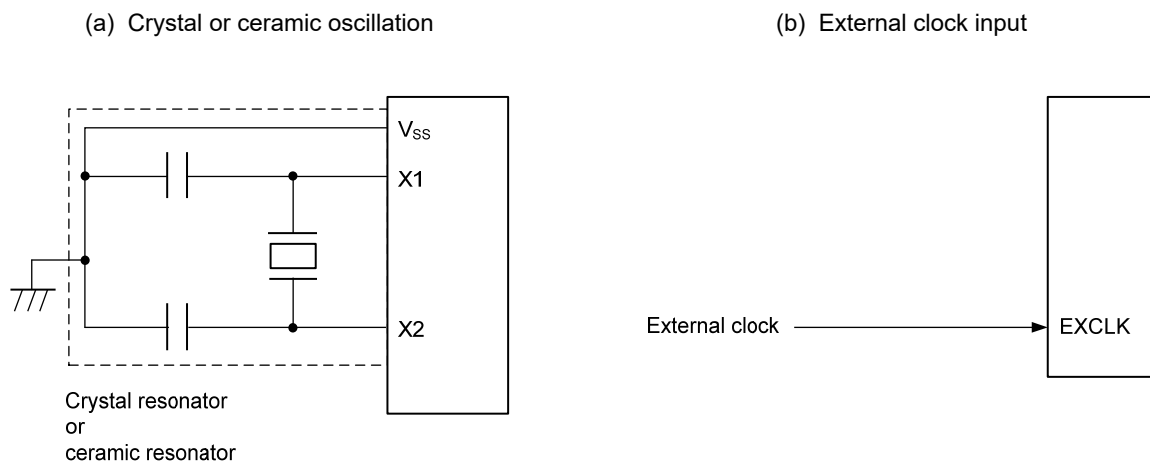 (a) Crystal or ceramic oscillation
(b) External clock input
VSS
X1
X2
External clock
EXCLK
Crystal resonator
or
ceramic resonator